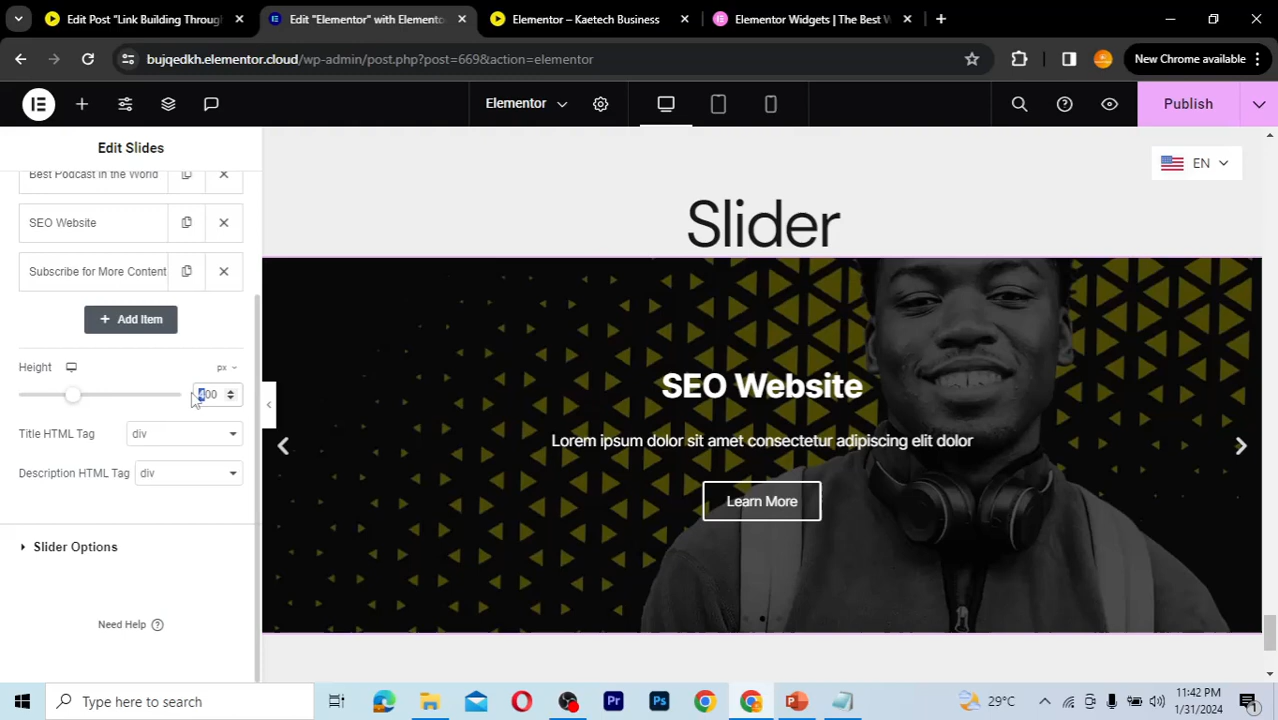 Edit Post "Link Building Throug
Edit "Elementor" with Elemento
Elementor – Kaetech Business
Elementor Widgets | The Best W
bujqedkh.elementor.cloud/wp-admin/post.php?post=669&action=elementor
New Chrome available
Elementor
Publish
Edit Slides
Best Podcast in the World
SEO Website
Subscribe for More Content
+ Add Item
Height
px
400
Title HTML Tag
div
Description HTML Tag
div
Slider Options
Need Help
EN
Slider
SEO Website
Lorem ipsum dolor sit amet consectetur adipiscing elit dolor
Learn More
Type here to search
Pr
Ps
29°C
11:42 PM
1/31/2024
1